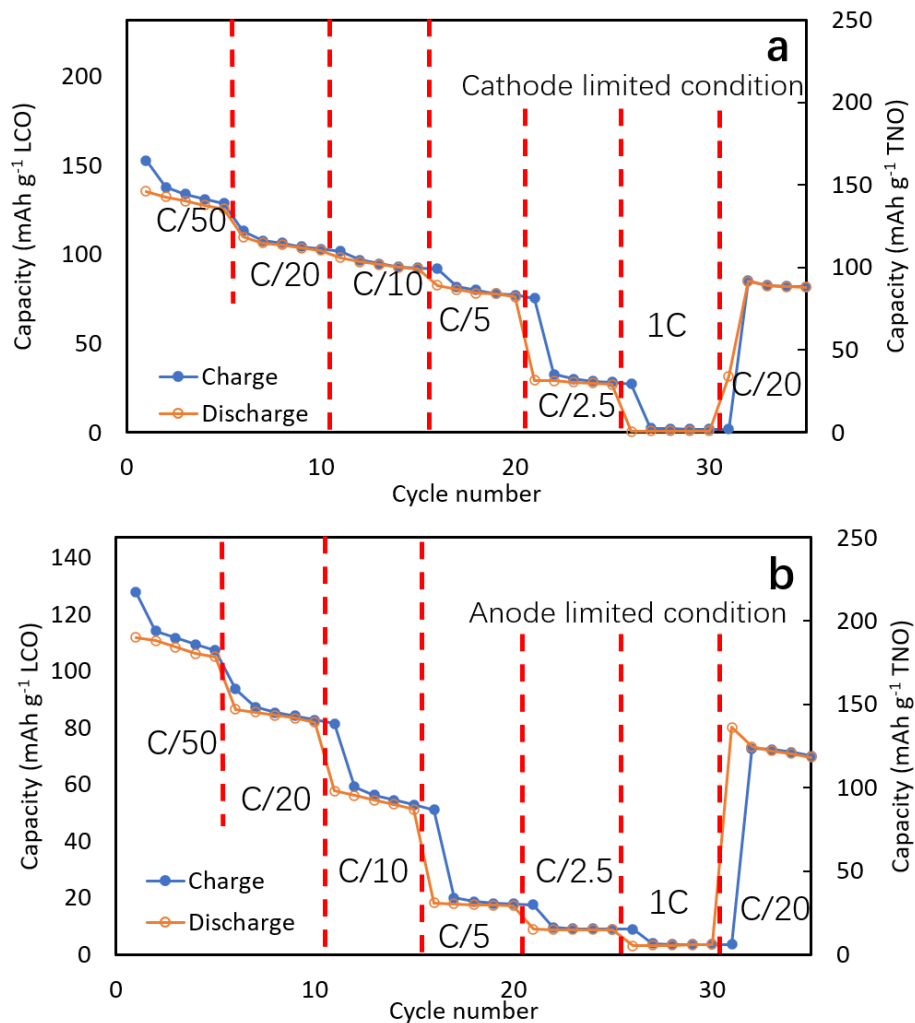 a
Cathode limited condition
Capacity (mAh g-1 LCO)
Capacity (mAh g-1 TNO)
200
150
100
50
0
250
200
150
100
50
0
C/50
C/20
C/10
C/5
C/2.5
1C
C/20
Charge
Discharge
0
10
20
30
Cycle number
b
Anode limited condition
Capacity (mAh g-1 LCO)
Capacity (mAh g-1 TNO)
140
120
100
80
60
40
20
0
250
200
150
100
50
0
C/50
C/20
C/10
C/5
C/2.5
1C
C/20
Charge
Discharge
0
10
20
30
Cycle number